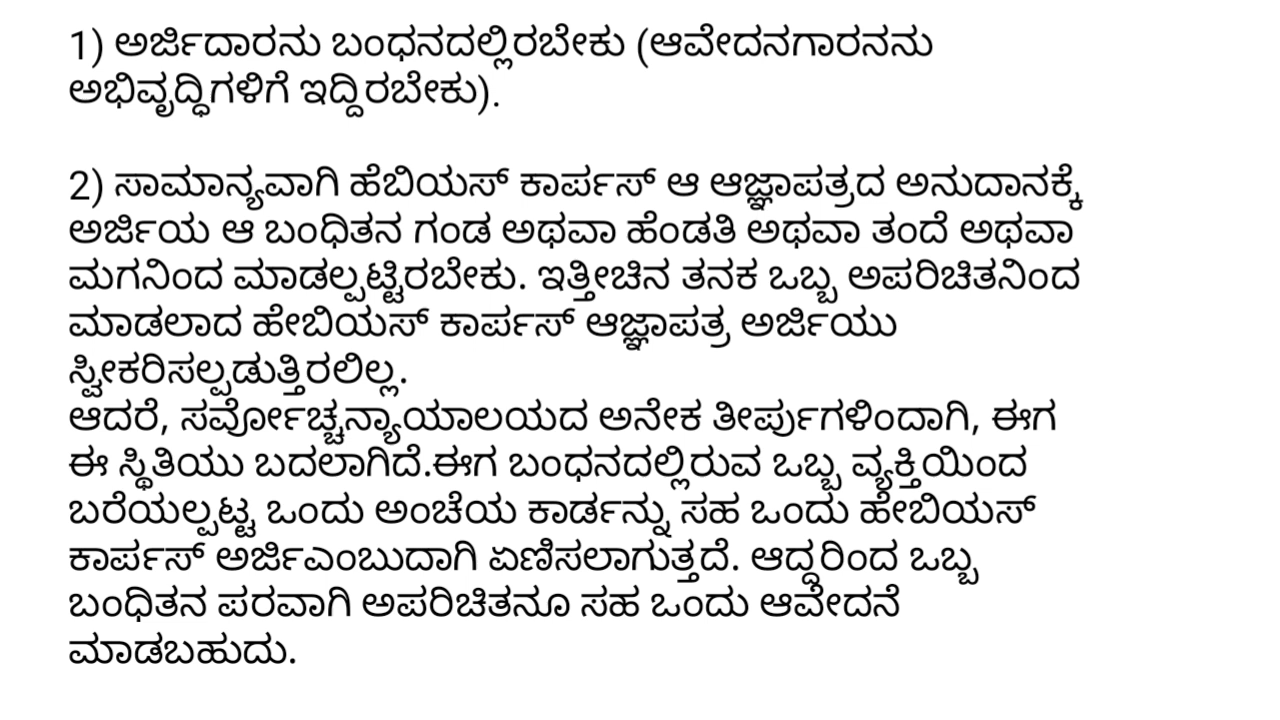 1) ಅರ್ಜಿದಾರನು ಬಂಧನದಲ್ಲಿರಬೇಕು (ಆವೇದನಗಾರನನು
ಅಭಿವೃದ್ಧಿಗಳಿಗೆ ಇದ್ದಿರಬೇಕು).
2) ಸಾಮಾನ್ಯವಾಗಿ ಹೆಬಿಯಸ್ ಕಾರ್ಪಸ್ ಆ ಆಜ್ಞಾಪತ್ರದ ಅನುದಾನಕ್ಕೆ
ಅರ್ಜಿಯ ಆ ಬಂಧಿತನ ಗಂಡ ಅಥವಾ ಹೆಂಡತಿ ಅಥವಾ ತಂದೆ ಅಥವಾ
ಮಗನಿಂದ ಮಾಡಲ್ಪಟ್ಟಿರಬೇಕು. ಇತ್ತೀಚಿನ ತನಕ ಒಬ್ಬ ಅಪರಿಚಿತನಿಂದ
ಮಾಡಲಾದ ಹೇಬಿಯಸ್ ಕಾರ್ಪಸ್ ಆಜ್ಞಾಪತ್ರ ಅರ್ಜಿಯು
ಸ್ವೀಕರಿಸಲ್ಪಡುತ್ತಿರಲಿಲ್ಲ.
ಆದರೆ, ಸರ್ವೋಚ್ಚನ್ಯಾಯಾಲಯದ ಅನೇಕ ತೀರ್ಪುಗಳಿಂದಾಗಿ, ಈಗ
ಈ ಸ್ಥಿತಿಯು ಬದಲಾಗಿದೆ.ಈಗ ಬಂಧನದಲ್ಲಿರುವ ಒಬ್ಬ ವ್ಯಕ್ತಿಯಿಂದ
ಬರೆಯಲ್ಪಟ್ಟ ಒಂದು ಅಂಚೆಯ ಕಾರ್ಡನ್ನು ಸಹ ಒಂದು ಹೇಬಿಯಸ್
ಕಾರ್ಪಸ್ ಅರ್ಜಿಎಂಬುದಾಗಿ ಏಣಿಸಲಾಗುತ್ತದೆ. ಆದ್ದರಿಂದ ಒಬ್ಬ
ಬಂಧಿತನ ಪರವಾಗಿ ಅಪರಿಚಿತನೂ ಸಹ ಒಂದು ಆವೇದನೆ
ಮಾಡಬಹುದು.